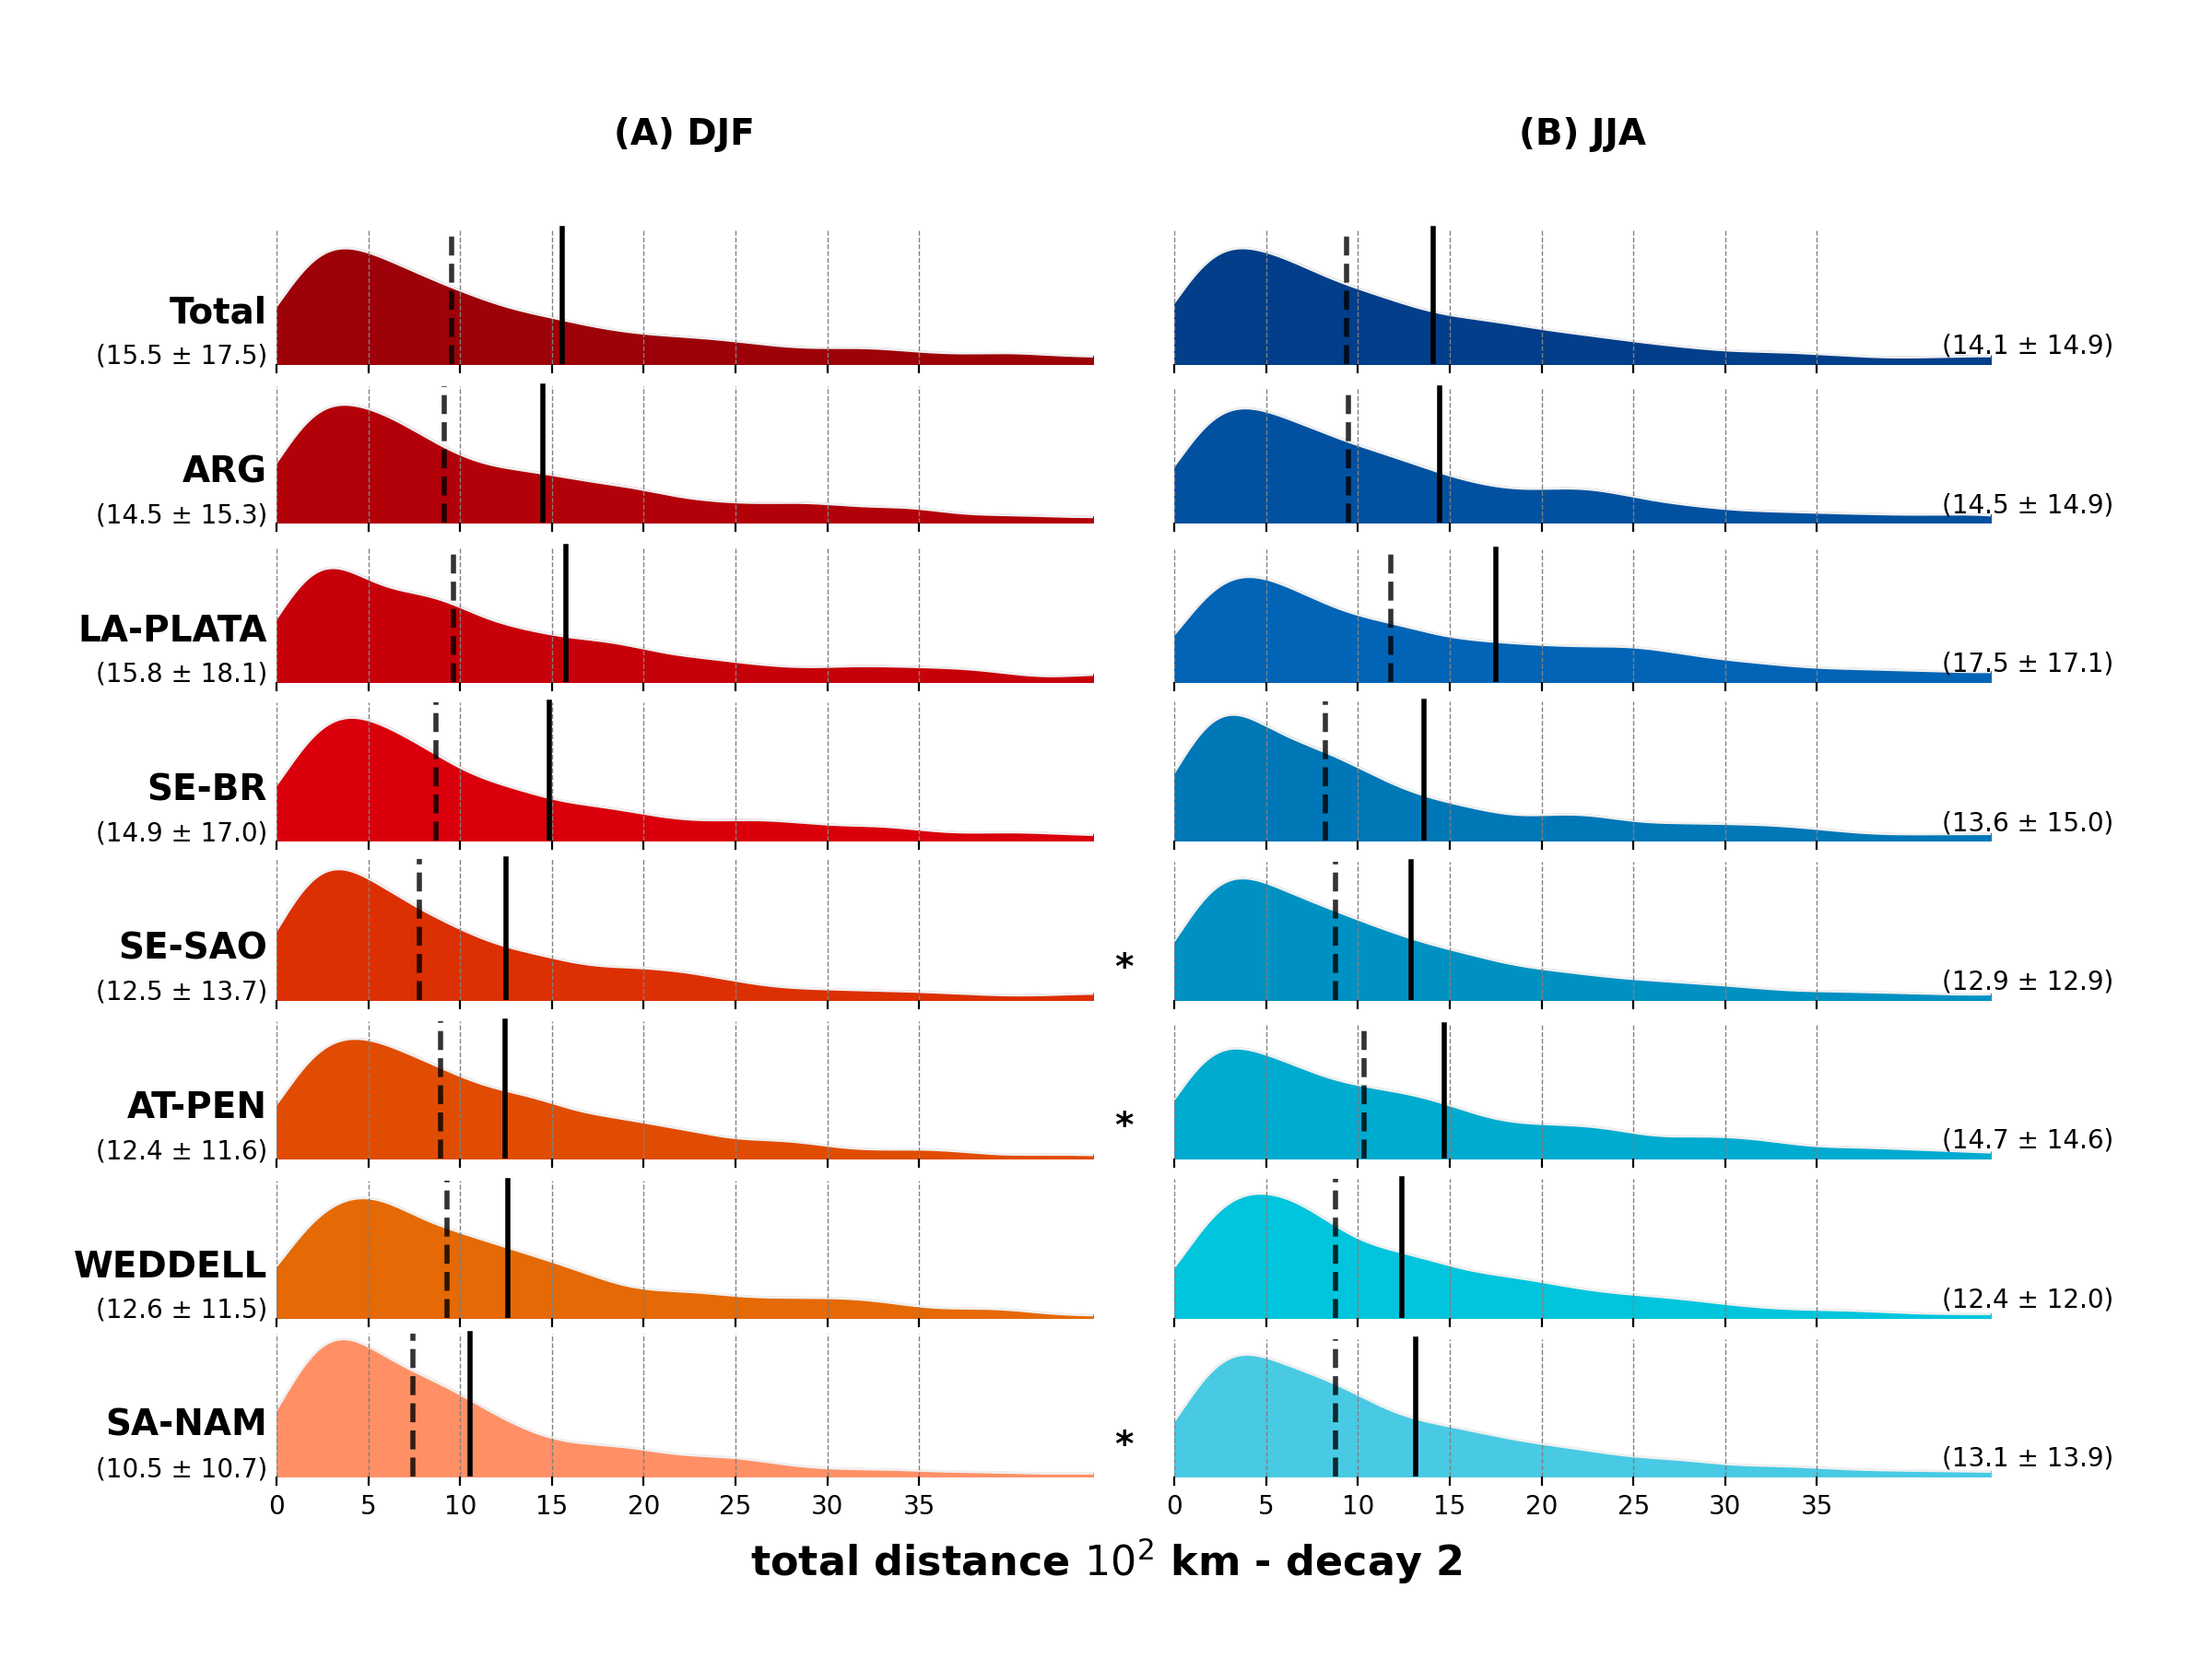 (A) DJF
(B) JJA
Total
(15.5 ± 17.5)
(14.1 ± 14.9)
ARG
(14.5 ± 15.3)
(14.5 ± 14.9)
LA-PLATA
(15.8 ± 18.1)
(17.5 ± 17.1)
SE-BR
(14.9 ± 17.0)
(13.6 ± 15.0)
SE-SAO
(12.5 ± 13.7)
*
(12.9 ± 12.9)
AT-PEN
(12.4 ± 11.6)
*
(14.7 ± 14.6)
WEDDELL
(12.6 ± 11.5)
(12.4 ± 12.0)
SA-NAM
(10.5 ± 10.7)
*
(13.1 ± 13.9)
0 5 10 15 20 25 30 35
0 5 10 15 20 25 30 35
total distance 10² km - decay 2